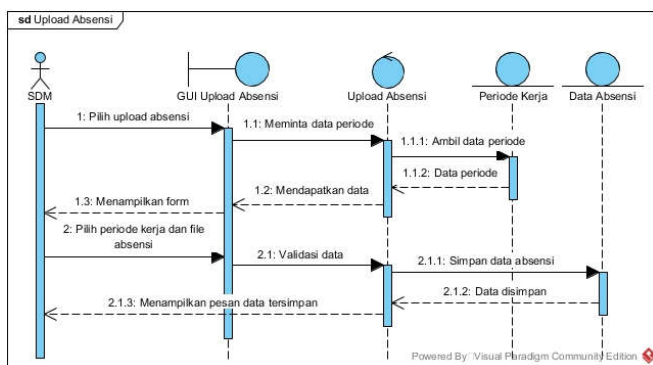 sd Upload Absensi
SDM
GUI Upload Absensi
Upload Absensi
Periode Kerja
Data Absensi
1: Pilih upload absensi
1.1: Meminta data periode
1.1.1: Ambil data periode
1.1.2: Data periode
1.2: Mendapatkan data
1.3: Menampilkan form
2: Pilih periode kerja dan file
absensi
2.1: Validasi data
2.1.1: Simpan data absensi
2.1.2: Data disimpan
2.1.3: Menampilkan pesan data tersimpan
Powered By Visual Paradigm Community Edition